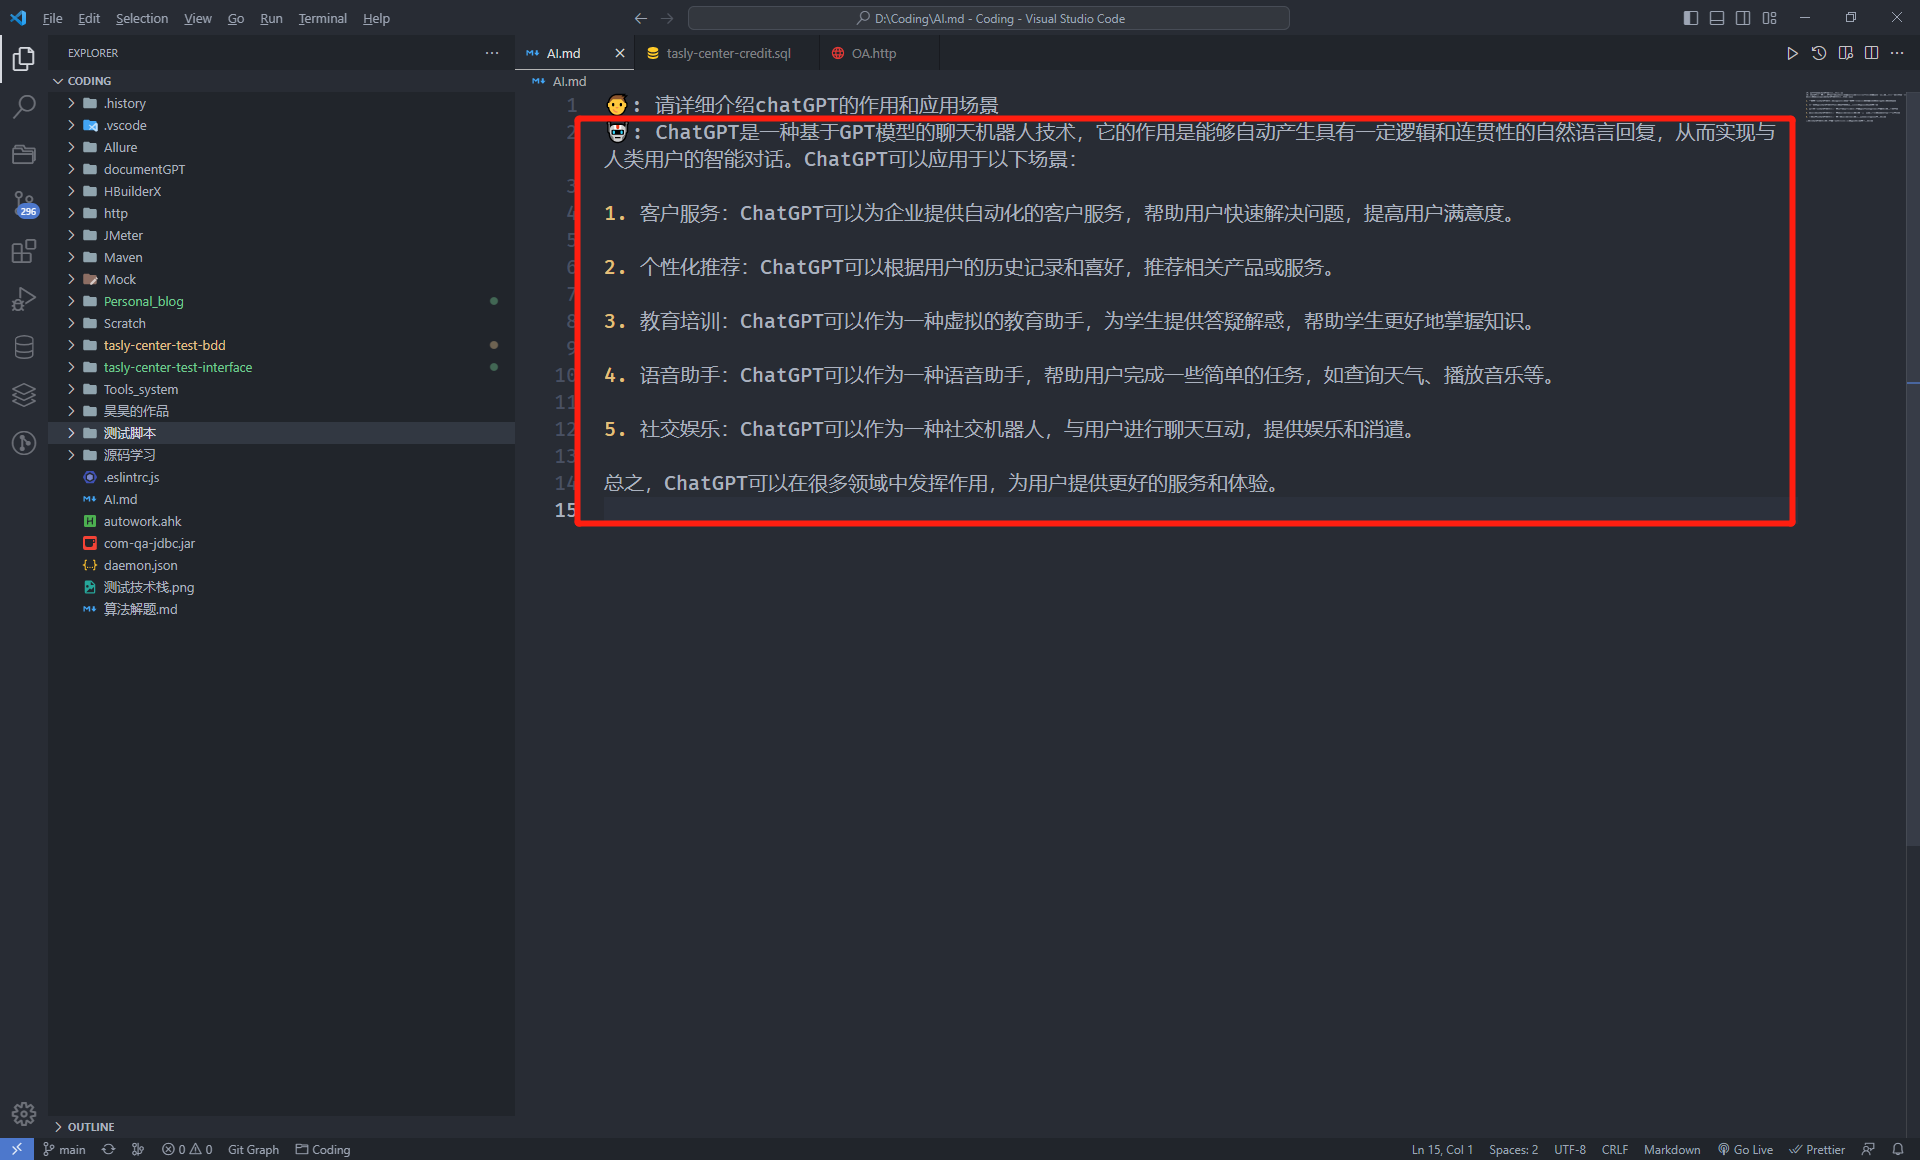 File Edit Selection View Go Run Terminal Help
D:\Coding\AI.md - Coding - Visual Studio Code
EXPLORER
CODING
.history
.vscode
Allure
documentGPT
HBuilderX
http
JMeter
Maven
Mock
Personal_blog
Scratch
tasly-center-test-bdd
tasly-center-test-interface
Tools_system
昊昊的作品
测试脚本
源码学习
.eslintrc.js
AI.md
autowork.ahk
com-qa-jdbc.jar
daemon.json
测试技术栈.png
算法解题.md
OUTLINE
296
AI.md tasly-center-credit.sql OA.http
AI.md
1 : 请详细介绍chatGPT的作用和应用场景
2 : ChatGPT是一种基于GPT模型的聊天机器人技术，它的作用是能够自动产生具有一定逻辑和连贯性的自然语言回复，从而实现与
人类用户的智能对话。ChatGPT可以应用于以下场景：
3
4 1. 客户服务：ChatGPT可以为企业提供自动化的客户服务，帮助用户快速解决问题，提高用户满意度。
5
6 2. 个性化推荐：ChatGPT可以根据用户的历史记录和喜好，推荐相关产品或服务。
7
8 3. 教育培训：ChatGPT可以作为一种虚拟的教育助手，为学生提供答疑解惑，帮助学生更好地掌握知识。
9
10 4. 语音助手：ChatGPT可以作为一种语音助手，帮助用户完成一些简单的任务，如查询天气、播放音乐等。
11
12 5. 社交娱乐：ChatGPT可以作为一种社交机器人，与用户进行聊天互动，提供娱乐和消遣。
13
14 总之，ChatGPT可以在很多领域中发挥作用，为用户提供更好的服务和体验。
15
main 0 0 Git Graph Coding Ln 15, Col 1 Spaces: 2 UTF-8 CRLF Markdown Go Live Prettier